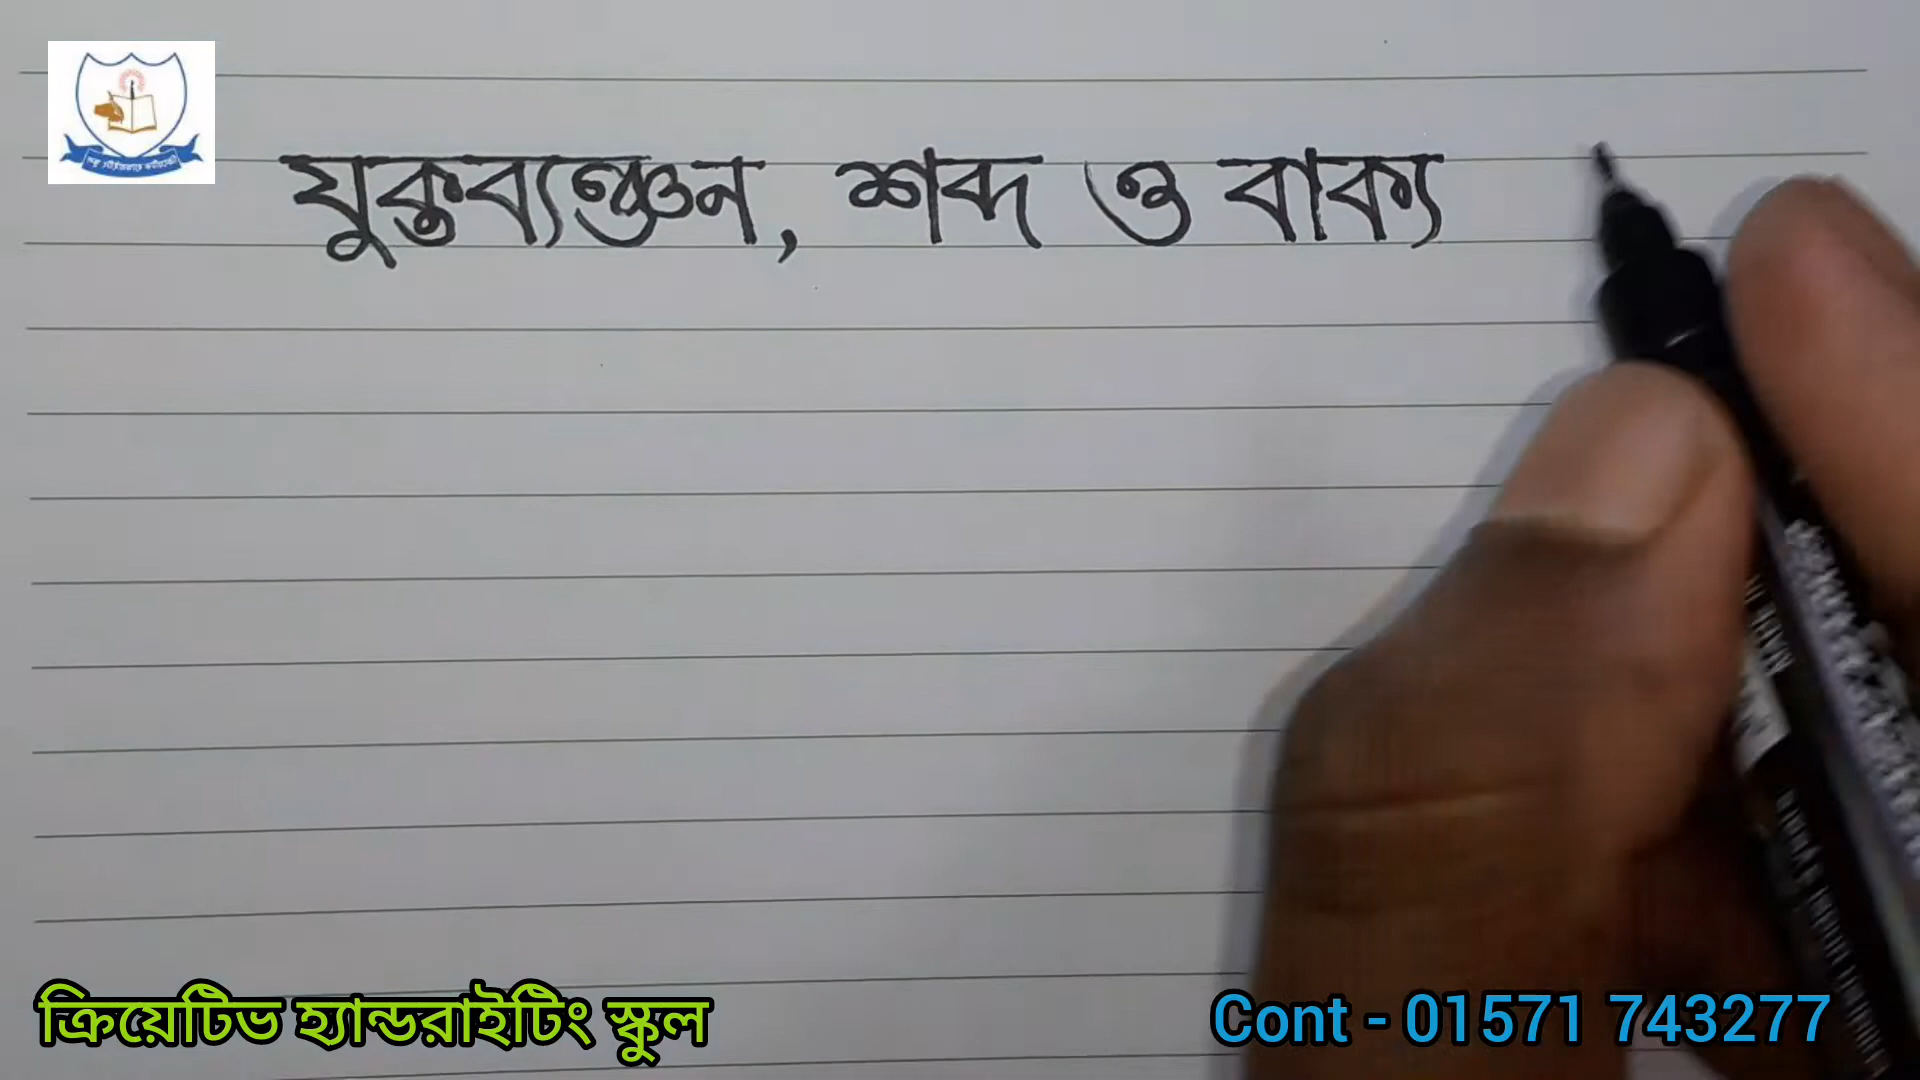 যুক্তব্যঞ্জন, শব্দ ও বাক্য
ক্রিয়েটিভ হ্যান্ডরাইটিং স্কুল
Cont - 01571 743277